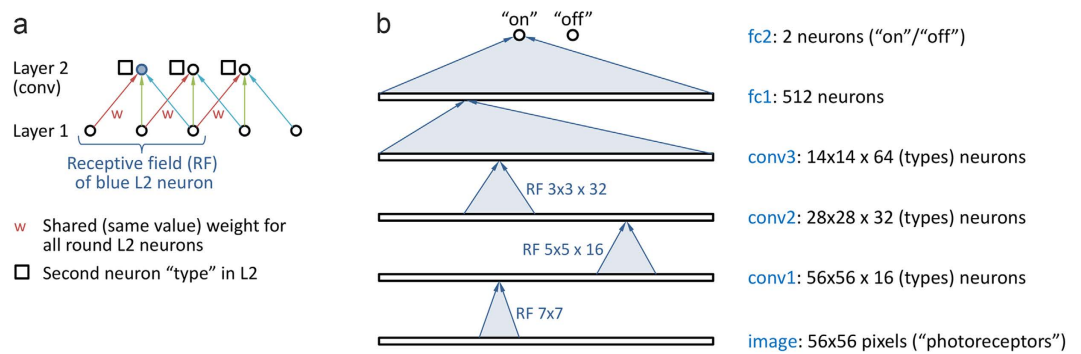 a
Layer 2
(conv)
w
w
w
Layer 1
Receptive field (RF)
of blue L2 neuron
w Shared (same value) weight for
all round L2 neurons
Second neuron “type” in L2
b
“on” “off”
RF 3x3 x 32
RF 5x5 x 16
RF 7x7
fc2: 2 neurons (“on”/“off”)
fc1: 512 neurons
conv3: 14x14 x 64 (types) neurons
conv2: 28x28 x 32 (types) neurons
conv1: 56x56 x 16 (types) neurons
image: 56x56 pixels (“photoreceptors”)